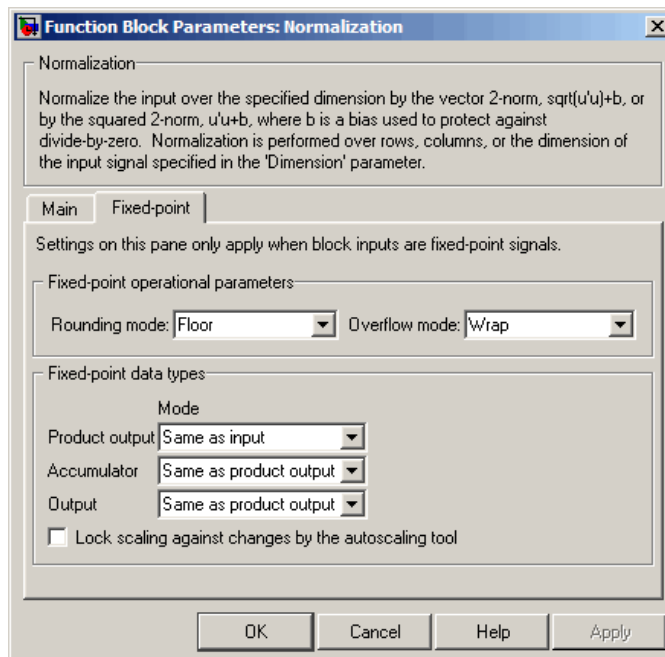 Function Block Parameters: Normalization
Normalization
Normalize the input over the specified dimension by the vector 2-norm, sqrt(u'u)+b, or
by the squared 2-norm, u'u+b, where b is a bias used to protect against
divide-by-zero. Normalization is performed over rows, columns, or the dimension of
the input signal specified in the 'Dimension' parameter.
Main Fixed-point
Settings on this pane only apply when block inputs are fixed-point signals.
Fixed-point operational parameters
Rounding mode: Floor Overflow mode: Wrap
Fixed-point data types
Mode
Product output Same as input
Accumulator Same as product output
Output Same as product output
Lock scaling against changes by the autoscaling tool
OK Cancel Help Apply